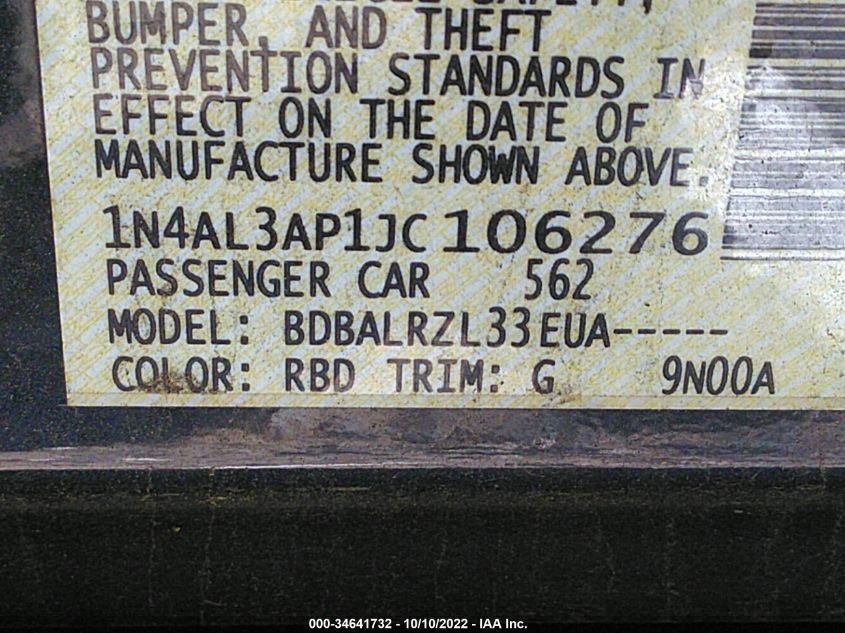 BUMPER, AND THEFT
PREVENTION STANDARDS IN
EFFECT ON THE DATE OF
MANUFACTURE SHOWN ABOVE.
1N4AL3AP1JC106276
PASSENGER CAR 562
MODEL: BDBALRZL33EUA-----
COLOR: RBD TRIM: G 9N00A
000-34641732 - 10/10/2022 - IAA Inc.